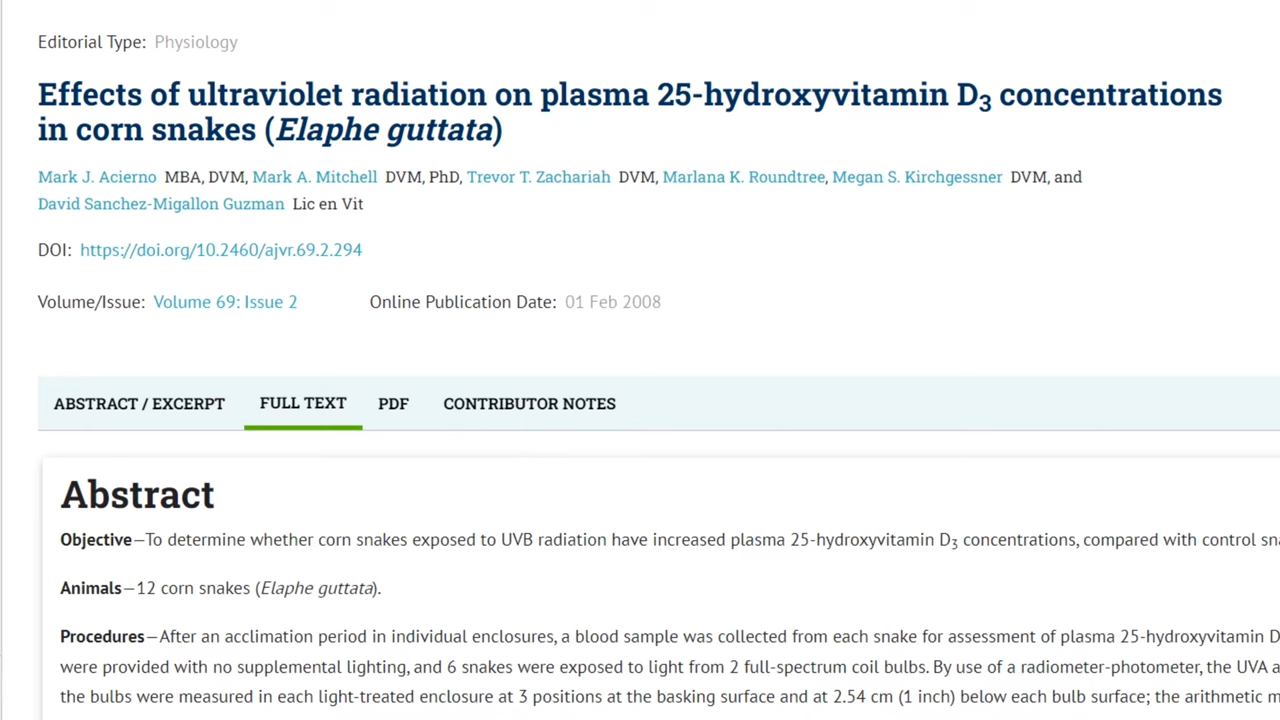 Editorial Type: Physiology
Effects of ultraviolet radiation on plasma 25-hydroxyvitamin D3 concentrations
in corn snakes (Elaphe guttata)
Mark J. Acierno MBA, DVM, Mark A. Mitchell DVM, PhD, Trevor T. Zachariah DVM, Marlana K. Roundtree, Megan S. Kirchgessner DVM, and
David Sanchez-Migallon Guzman Lic en Vit
DOI: https://doi.org/10.2460/ajvr.69.2.294
Volume/Issue: Volume 69: Issue 2 Online Publication Date: 01 Feb 2008
ABSTRACT / EXCERPT FULL TEXT PDF CONTRIBUTOR NOTES
Abstract
Objective—To determine whether corn snakes exposed to UVB radiation have increased plasma 25-hydroxyvitamin D3 concentrations, compared with control
Animals—12 corn snakes (Elaphe guttata).
Procedures—After an acclimation period in individual enclosures, a blood sample was collected from each snake for assessment of plasma 25-hydroxyvitamin D
were provided with no supplemental lighting, and 6 snakes were exposed to light from 2 full-spectrum coil bulbs. By use of a radiometer-photometer, the UVA
the bulbs were measured in each light-treated enclosure at 3 positions at the basking surface and at 2.54 cm (1 inch) below each bulb surface; the arithmetic